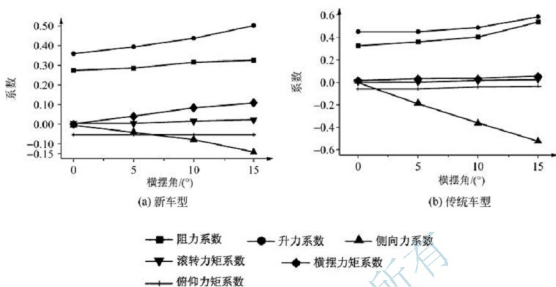 0.50
0.40
0.30
0.20
0.10
0.00
−0.10
−0.15
系数
0 5 10 15
横摆角/(°)
(a) 新车型
0.6
0.4
0.2
0.0
−0.2
−0.4
−0.6
系数
0 5 10 15
横摆角/(°)
(b) 传统车型
阻力系数 升力系数 侧向力系数
滚转力矩系数 横摆力矩系数
俯仰力矩系数
所有